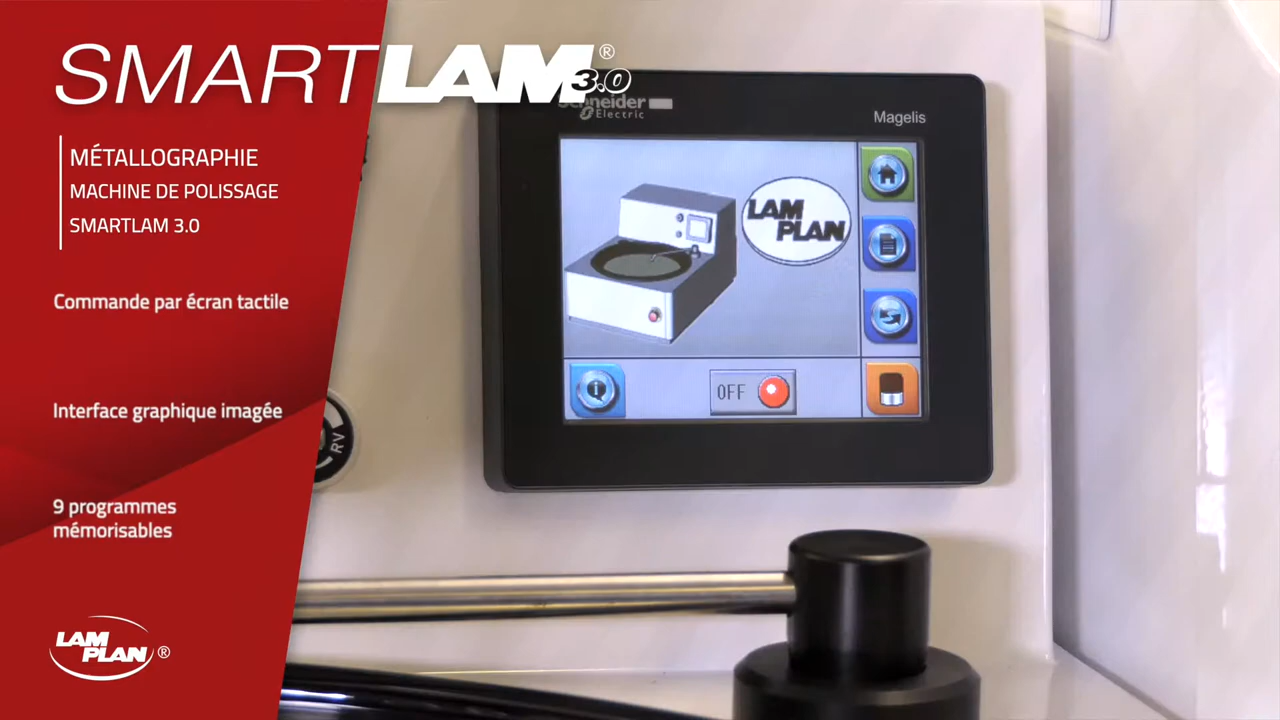 SMARTLAM® 3.0
MÉTALLOGRAPHIE
MACHINE DE POLISSAGE
SMARTLAM 3.0
Commande par écran tactile
Interface graphique imagée
9 programmes
mémorisables
LAM
PLAN ®
Schneider
Electric
Magelis
LAM
PLAN
OFF
RV